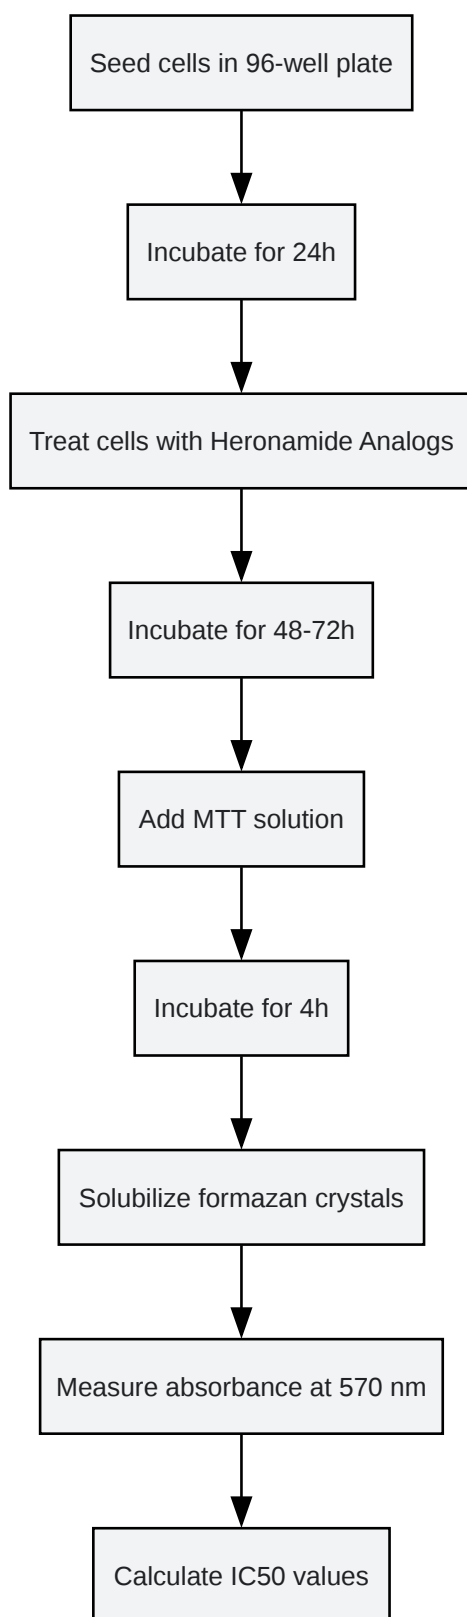 Seed cells in 96-well plate
Incubate for 24h
Treat cells with Heronamide Analogs
Incubate for 48-72h
Add MTT solution
Incubate for 4h
Solubilize formazan crystals
Measure absorbance at 570 nm
Calculate IC50 values